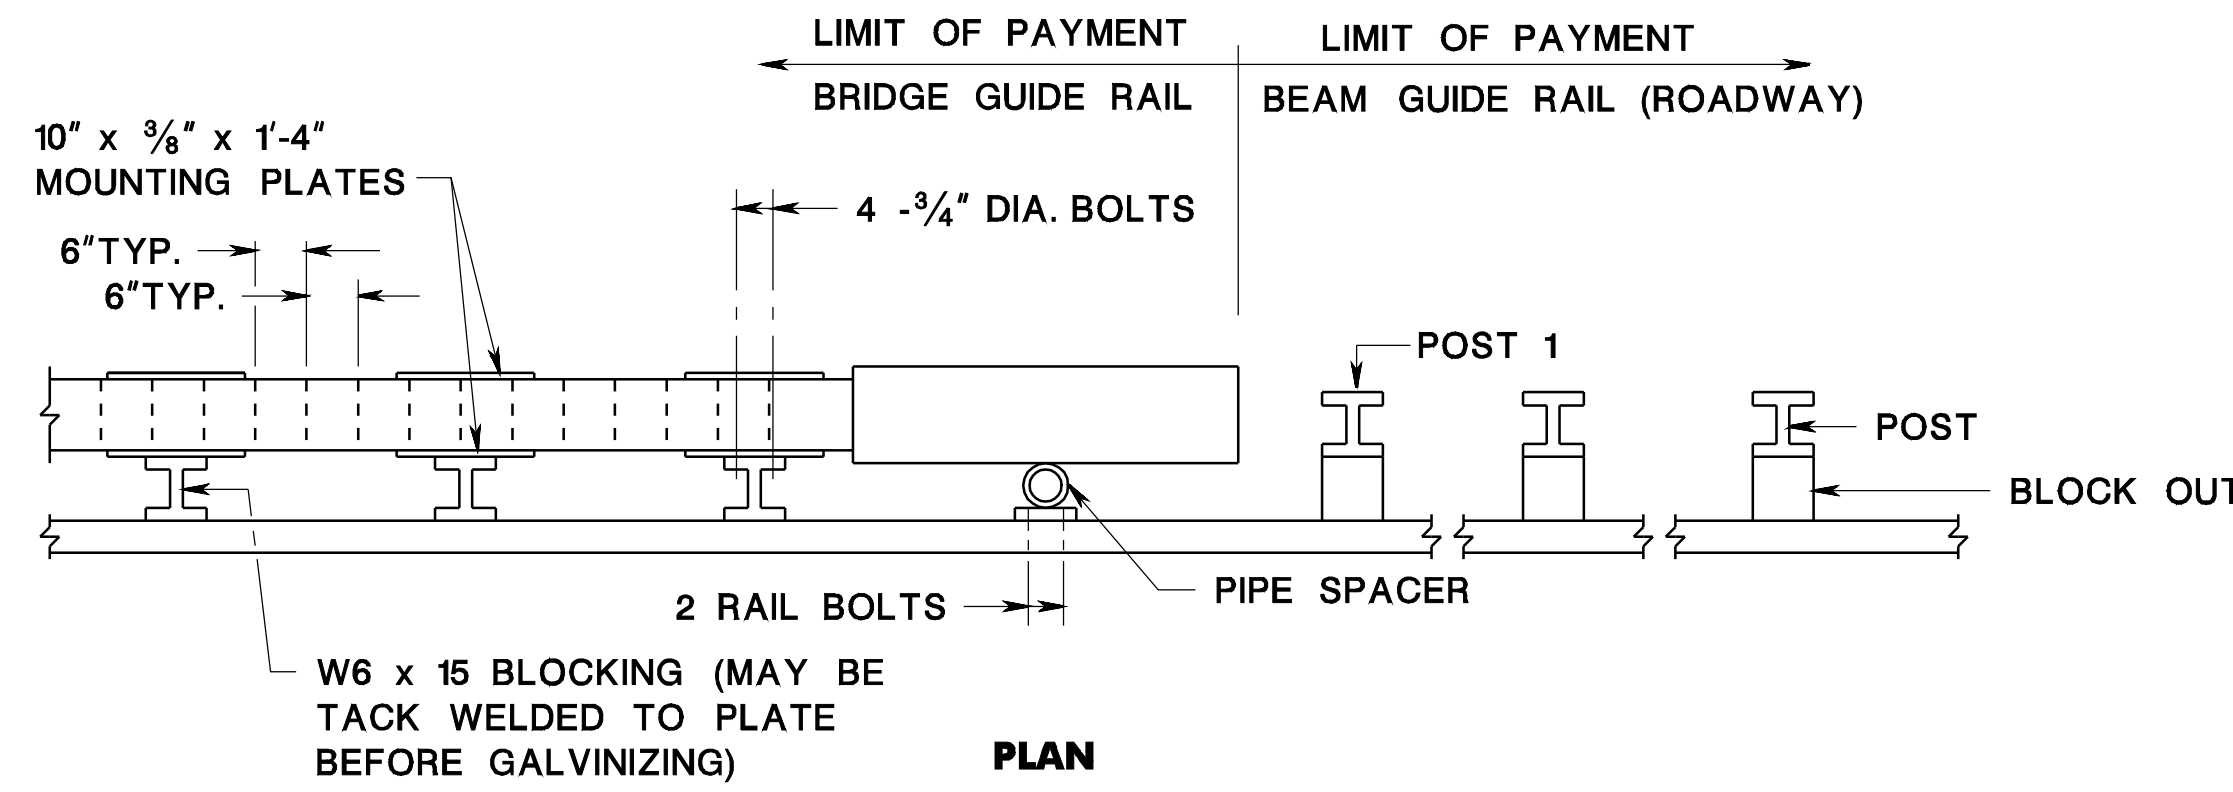 LIMIT OF PAYMENT
BRIDGE GUIDE RAIL
LIMIT OF PAYMENT
BEAM GUIDE RAIL (ROADWAY)
10" x 3/8" x 1'-4"
MOUNTING PLATES
4 -3/4" DIA. BOLTS
6"TYP.
6"TYP.
POST 1
POST
BLOCK OUT
PIPE SPACER
2 RAIL BOLTS
W6 x 15 BLOCKING (MAY BE
TACK WELDED TO PLATE
BEFORE GALVINIZING)
PLAN